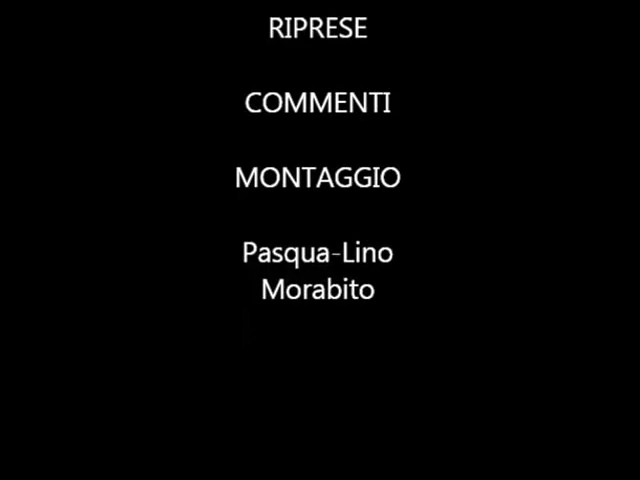 RIPRESE
COMMENTI
MONTAGGIO
Pasqua-Lino
Morabito